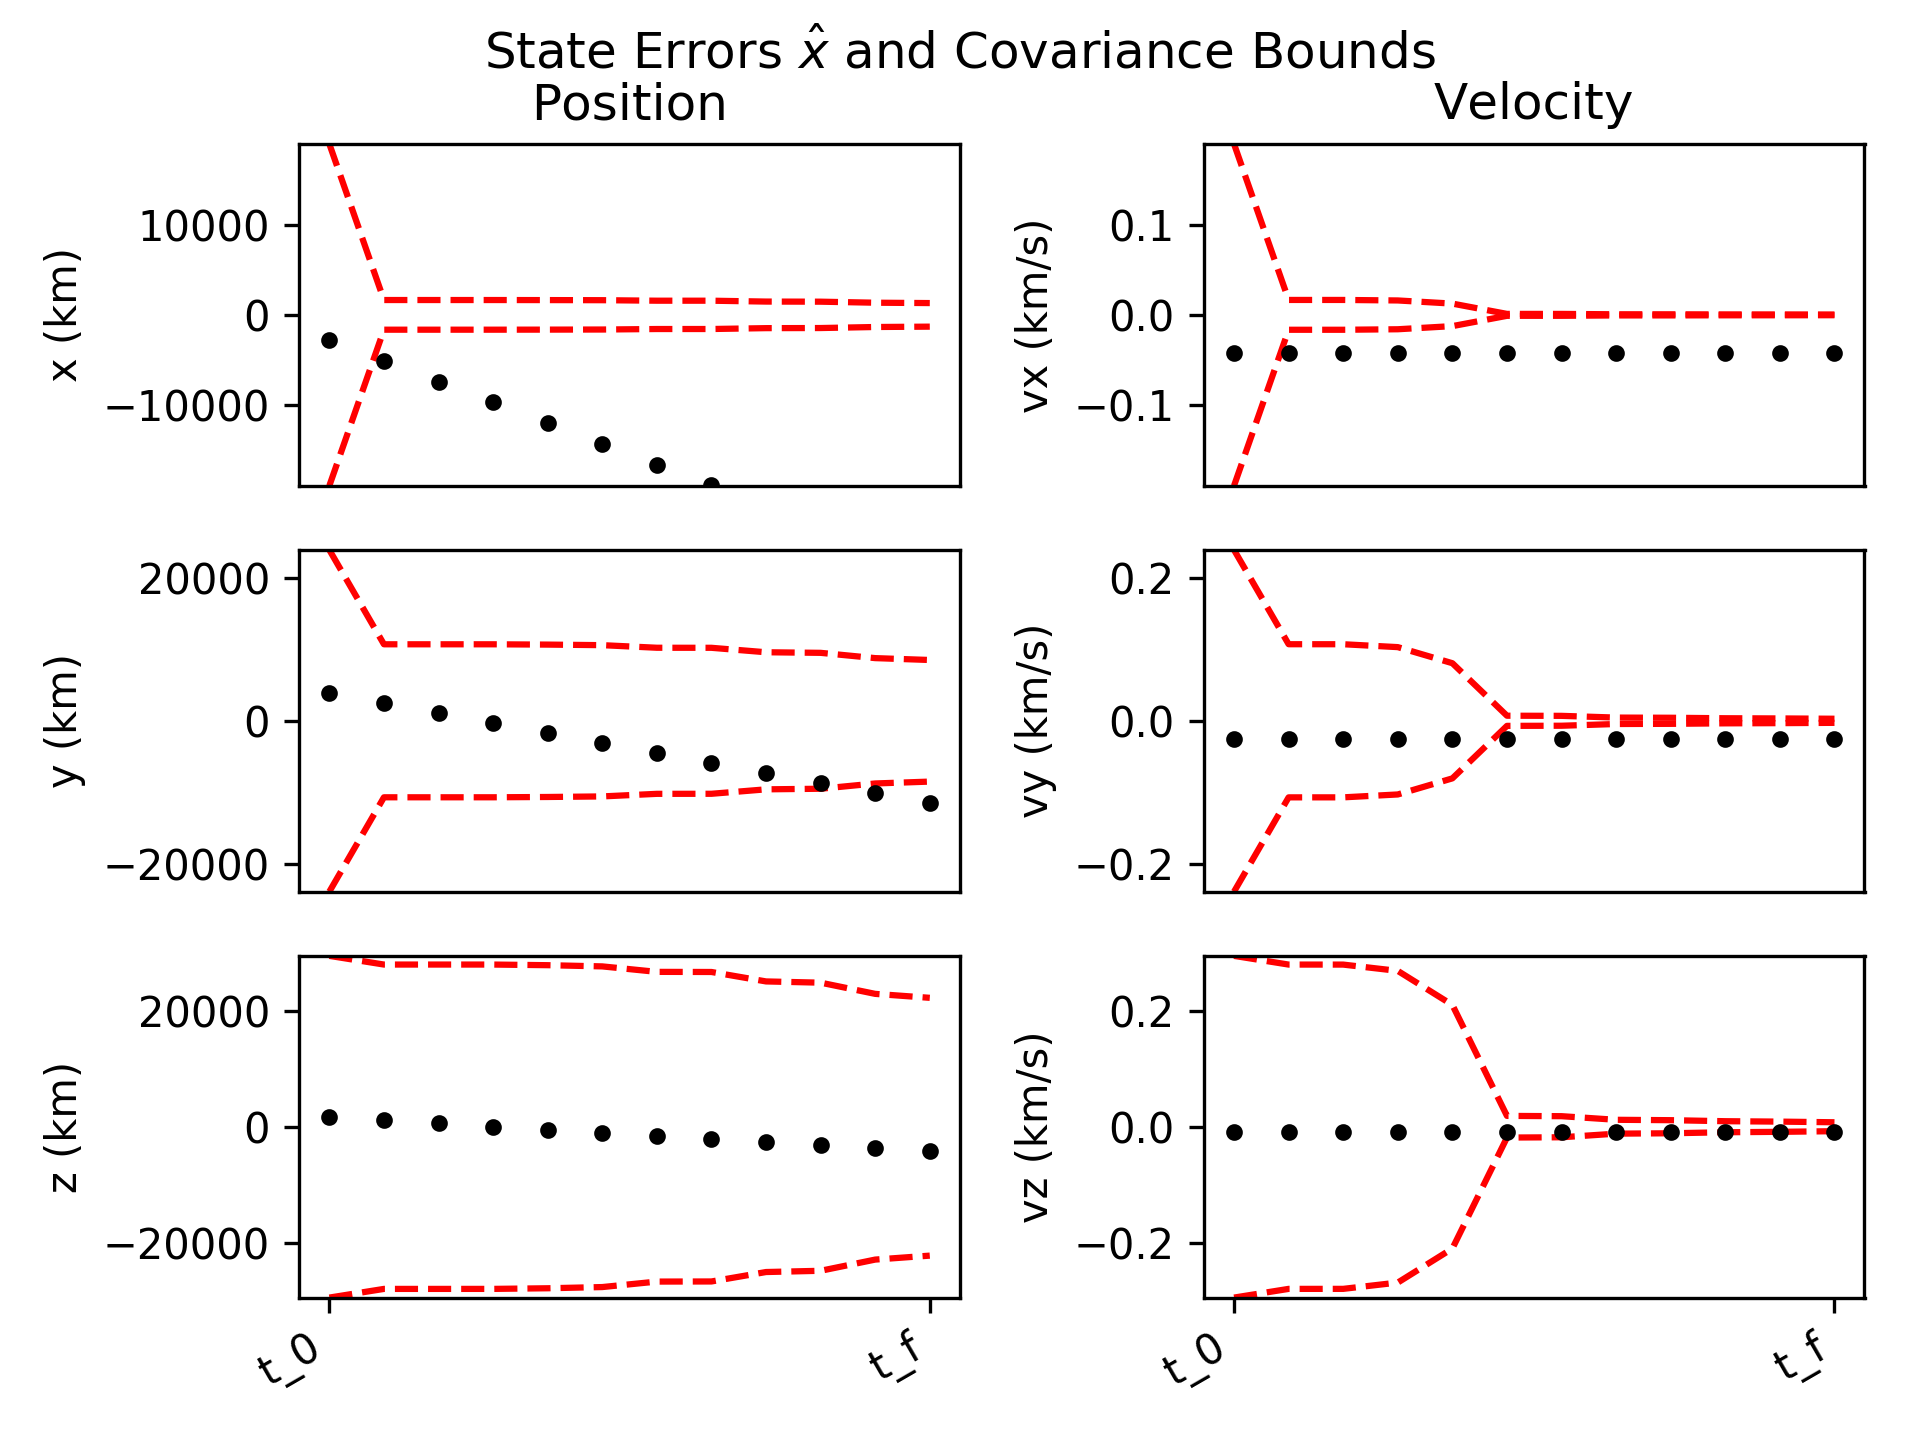 State Errors x̂ and Covariance Bounds
Position
Velocity
x (km)
10000
0
−10000
vx (km/s)
0.1
0.0
−0.1
y (km)
20000
0
−20000
vy (km/s)
0.2
0.0
−0.2
z (km)
20000
0
−20000
vz (km/s)
0.2
0.0
−0.2
t_0
t_f
t_0
t_f